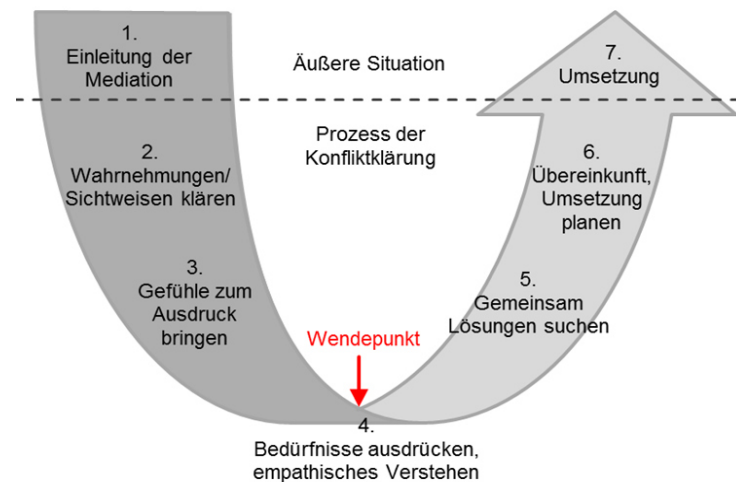 1.
Einleitung der
Mediation
Äußere Situation
7.
Umsetzung
Prozess der
Konfliktklärung
2.
Wahrnehmungen/
Sichtweisen klären
6.
Übereinkunft,
Umsetzung
planen
3.
Gefühle zum
Ausdruck
bringen
5.
Gemeinsam
Lösungen suchen
Wendepunkt
4.
Bedürfnisse ausdrücken,
empathisches Verstehen